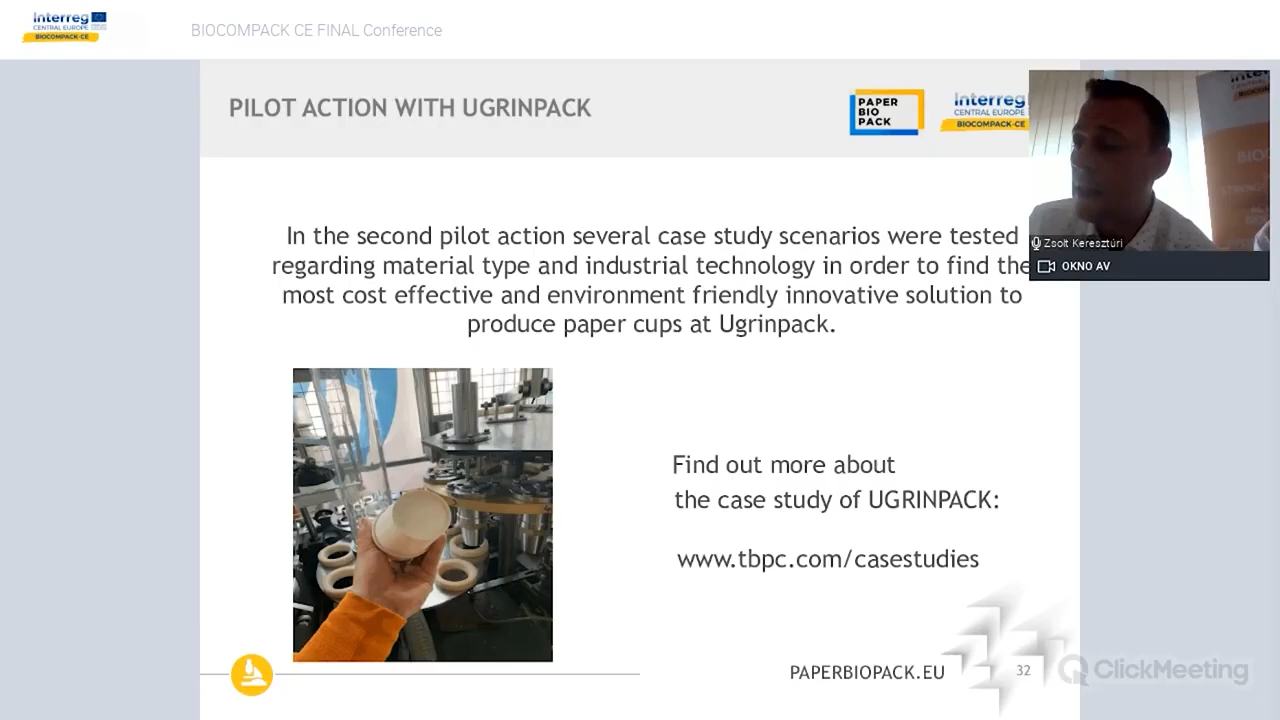 Interreg
CENTRAL EUROPE
BIOCOMPACK-CE
BIOCOMPACK CE FINAL Conference
PILOT ACTION WITH UGRINPACK
PAPER
BIO
PACK
Interreg
CENTRAL EUROPE
BIOCOMPACK-CE
In the second pilot action several case study scenarios were tested
regarding material type and industrial technology in order to find the
most cost effective and environment friendly innovative solution to
produce paper cups at Ugrinpack.
Zsolt Keresztúri
OKNO AV
Find out more about
the case study of UGRINPACK:
www.tbpc.com/casestudies
PAPERBIOPACK.EU
32
ClickMeeting